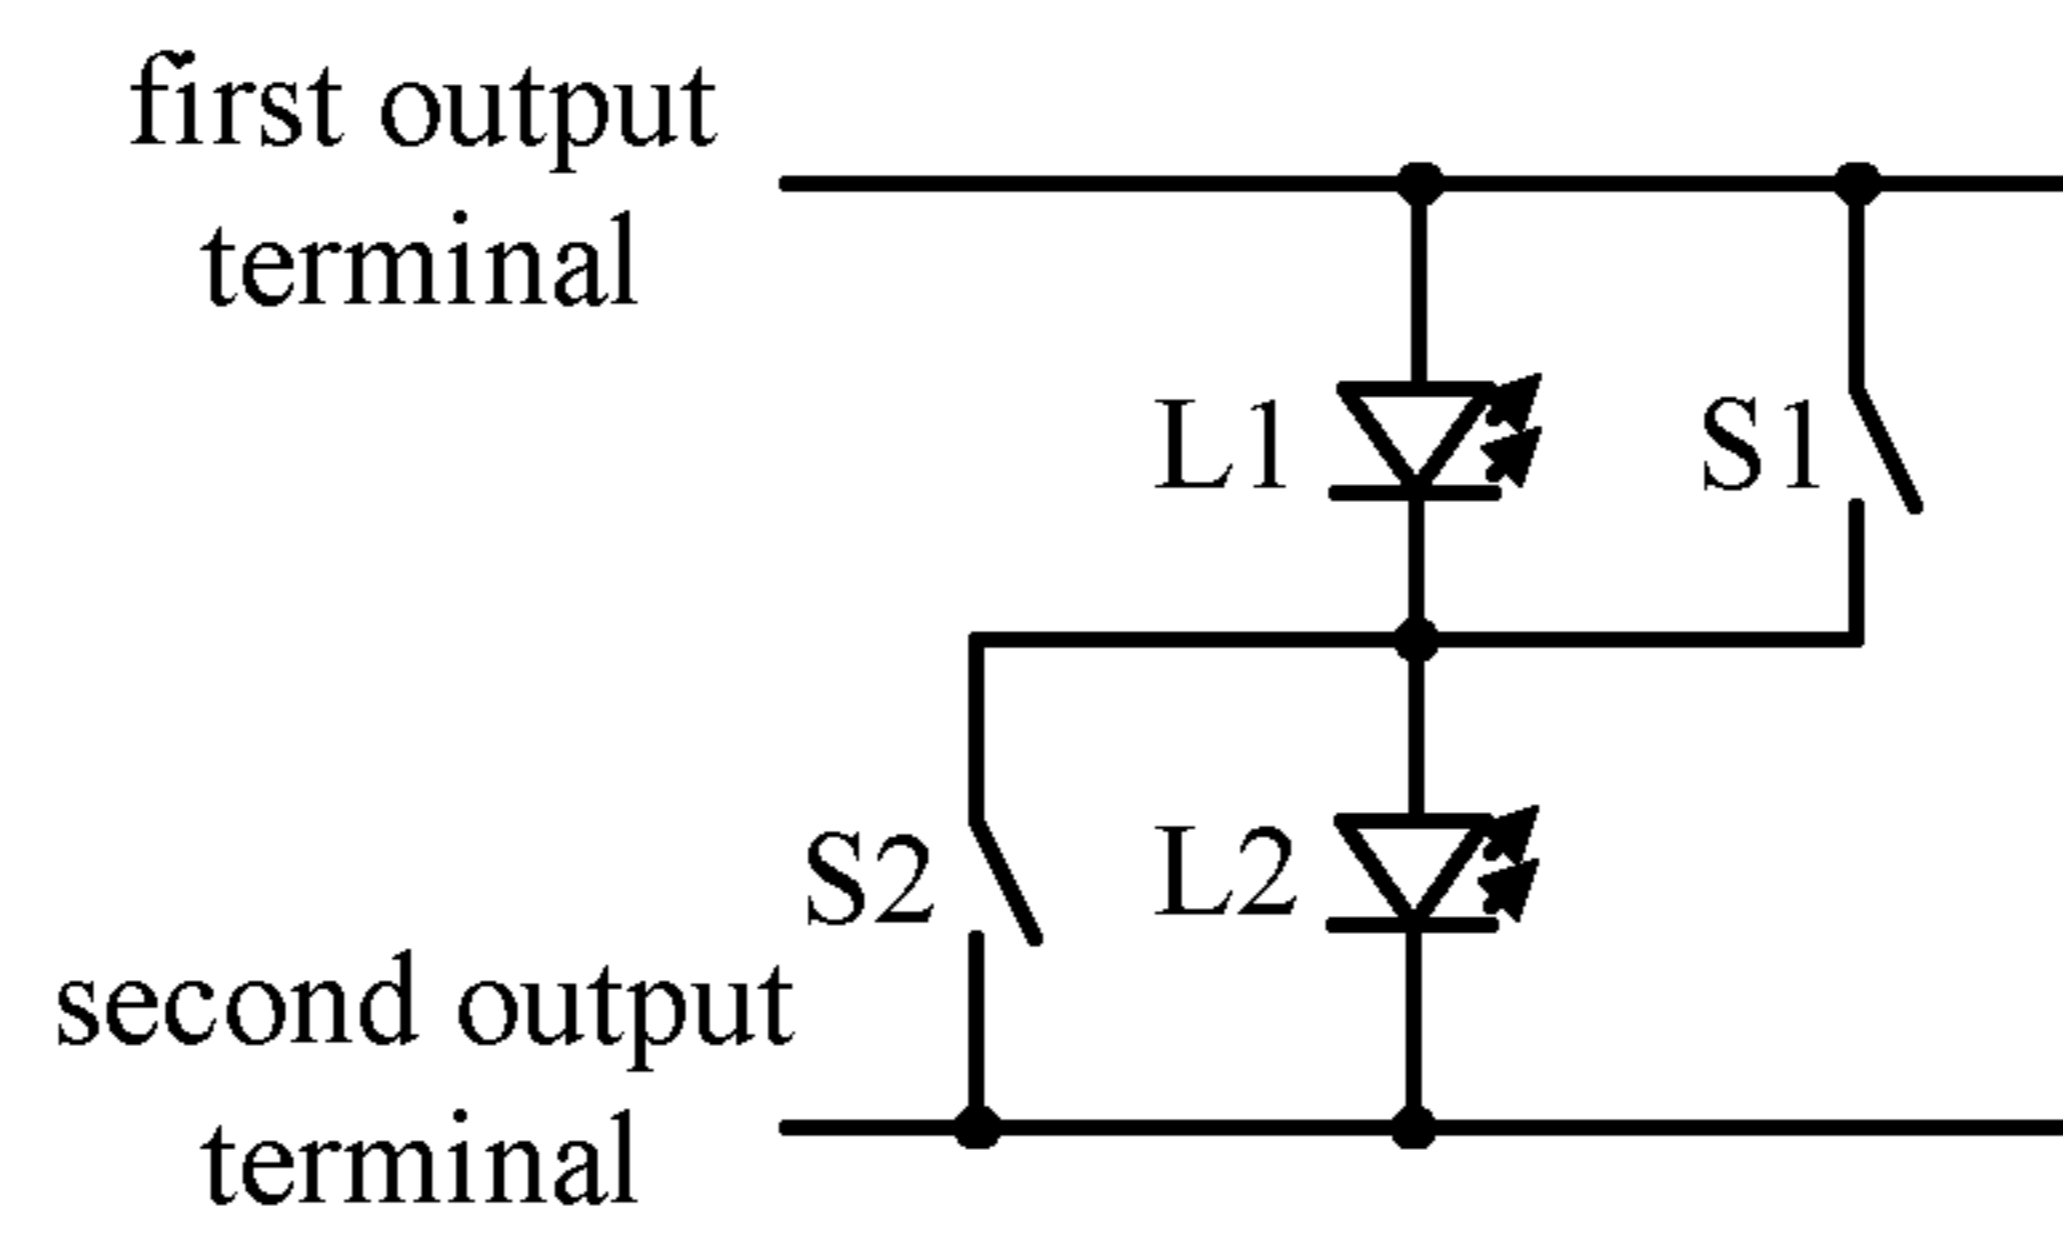 first output
terminal
L1
S1
S2
L2
second output
terminal